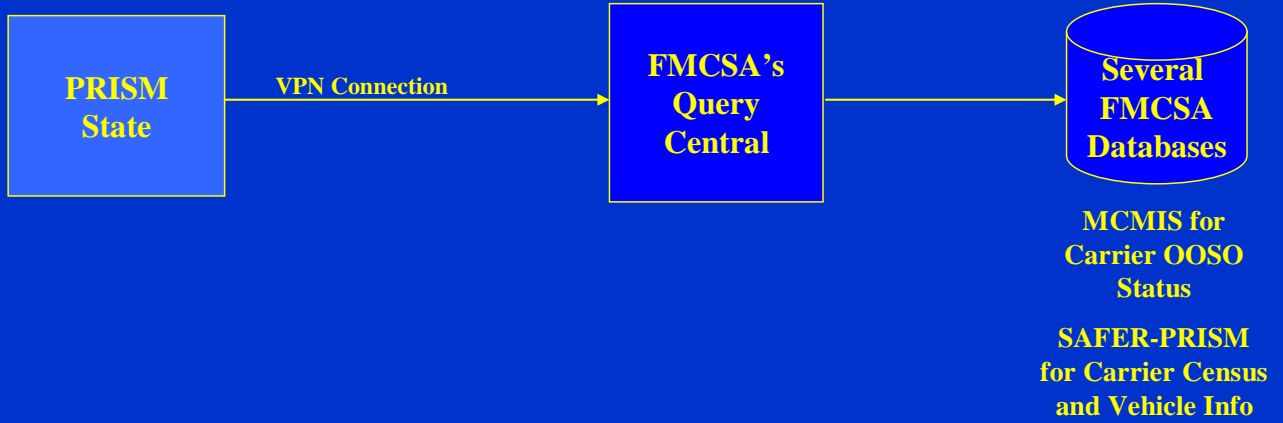 PRISM
State
VPN Connection
FMCSA's
Query
Central
Several
FMCSA
Databases
MCMIS for
Carrier OOSO
Status
SAFER-PRISM
for Carrier Census
and Vehicle Info